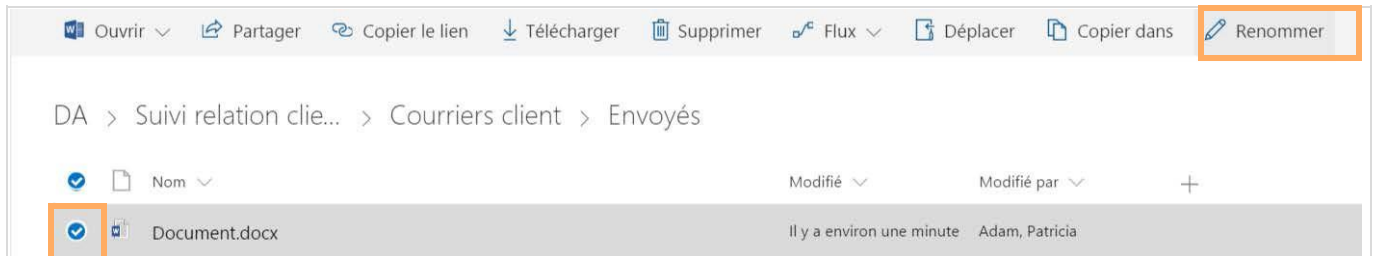 Ouvrir Partager Copier le lien Télécharger Supprimer Flux Déplacer Copier dans Renommer
DA > Suivi relation clie... > Courriers client > Envoyés
Nom Modifié Modifié par
Document.docx Il y a environ une minute Adam, Patricia